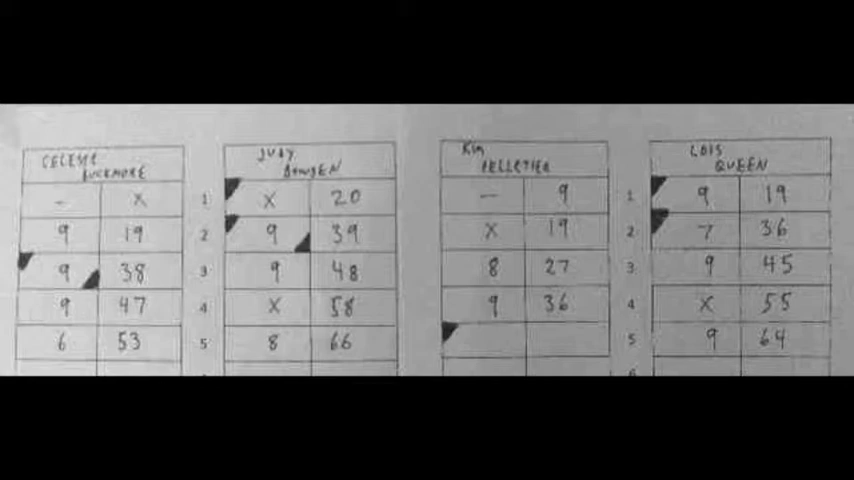 CELESTE
JUDY
KIM
PELLETIER
LOIS
QUEEN
- X 1 X 20
9 19 2 9 39
9 38 3 9 48
9 47 4 X 58
6 53 5 8 66
- 9 1 9 19
X 19 2 7 36
8 27 3 9 45
9 36 4 X 55
5 9 64